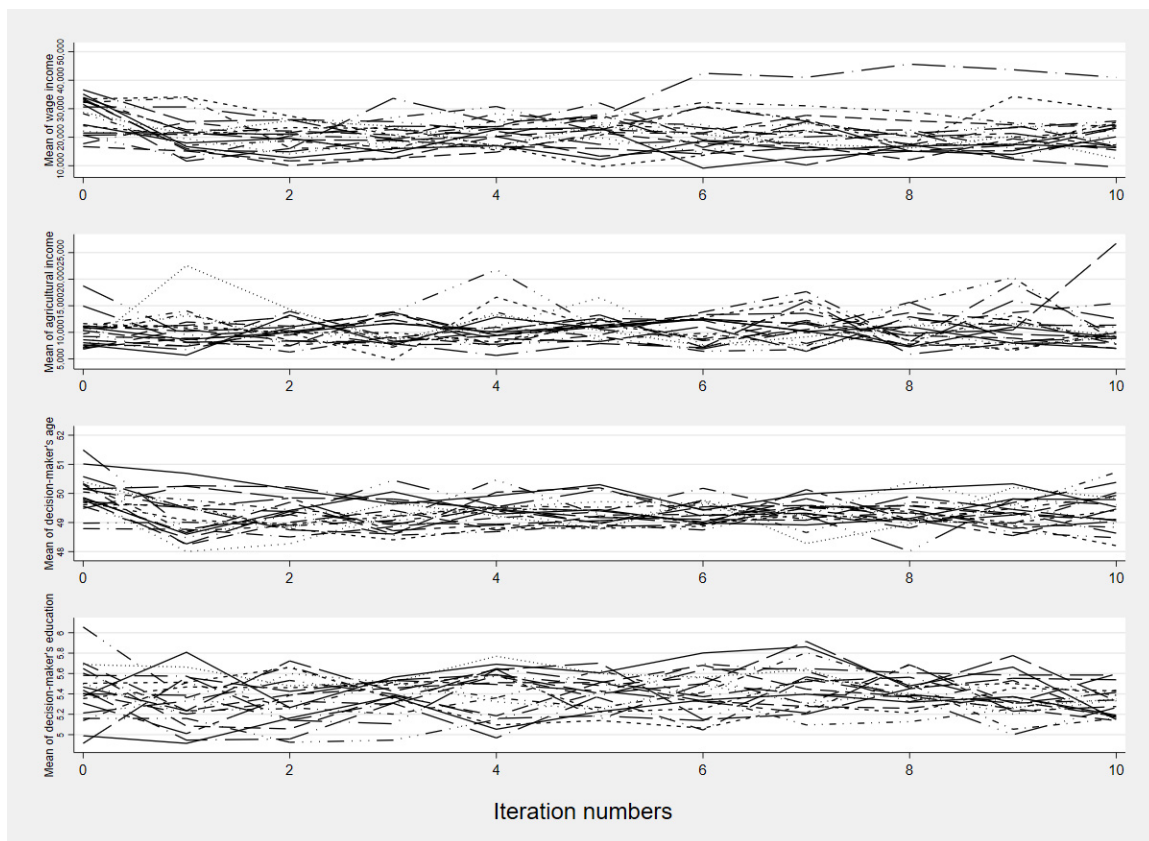 Mean of wage income
10,000 20,000 30,000 40,000 50,000
0 2 4 6 8 10
Mean of agricultural income
5,000 10,000 15,000 20,000 25,000
0 2 4 6 8 10
Mean of decision-maker's age
48 49 50 51 52
0 2 4 6 8 10
Mean of decision-maker's education
5 5.2 5.4 5.6 5.8 6
0 2 4 6 8 10
Iteration numbers